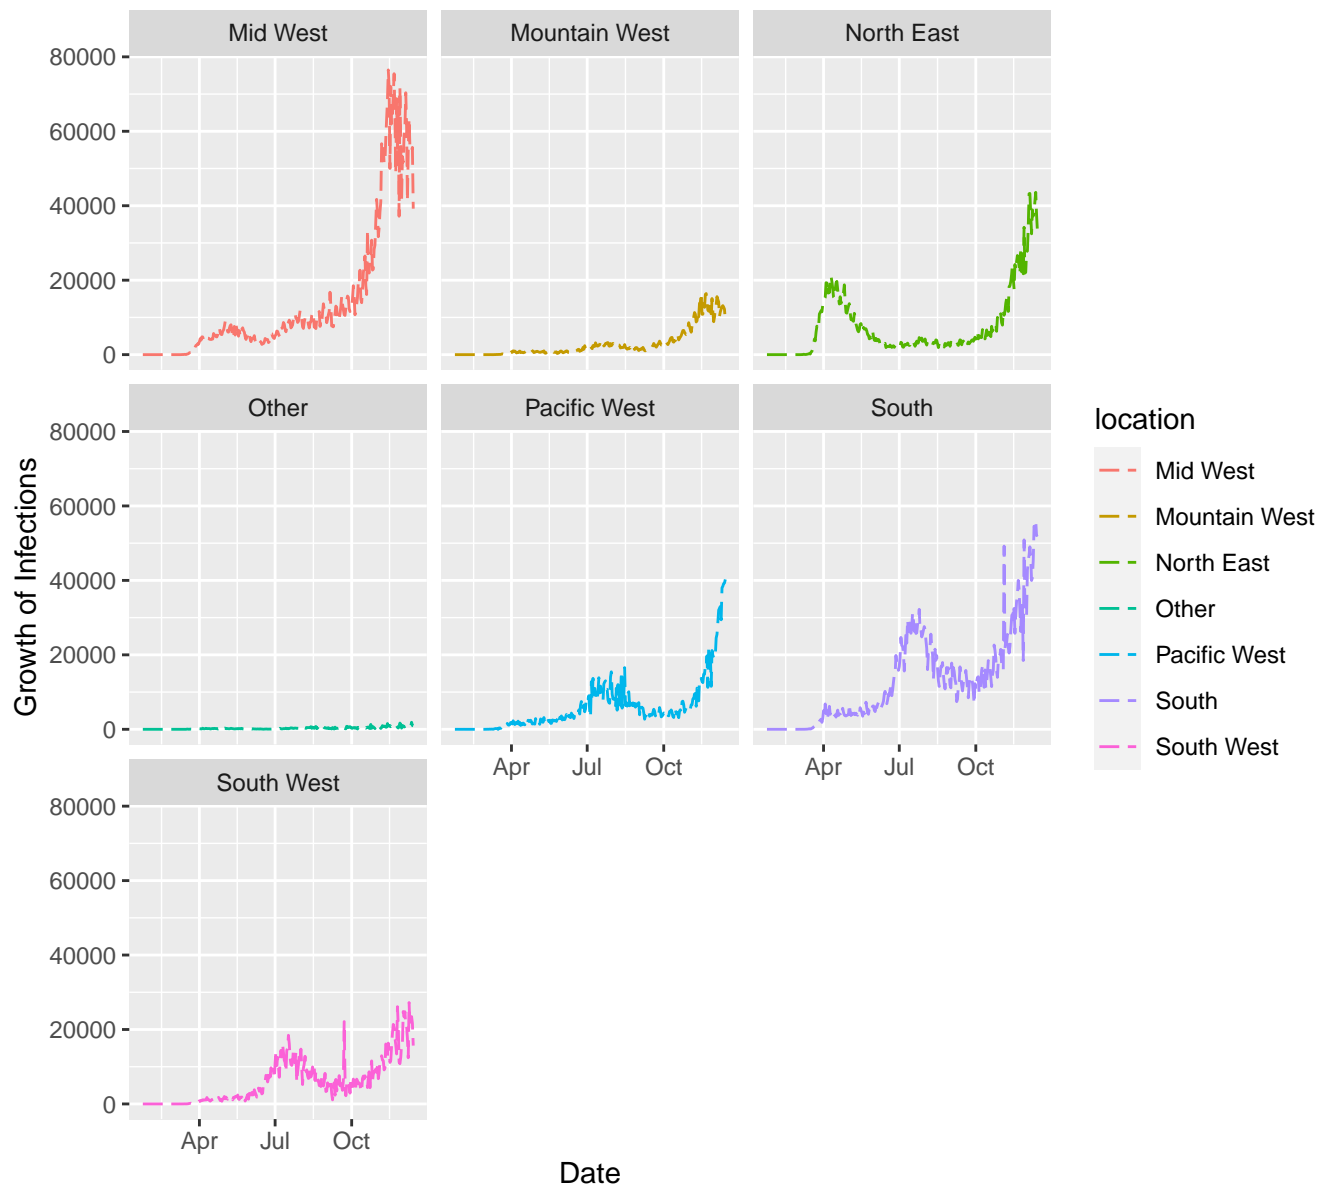 Mid West
Mountain West
North East
80000
60000
40000
20000
0
Other
Pacific West
South
80000
60000
40000
20000
0
Apr
Jul
Oct
Apr
Jul
Oct
South West
80000
60000
40000
20000
0
Apr
Jul
Oct
Date
Growth of Infections
location
Mid West
Mountain West
North East
Other
Pacific West
South
South West